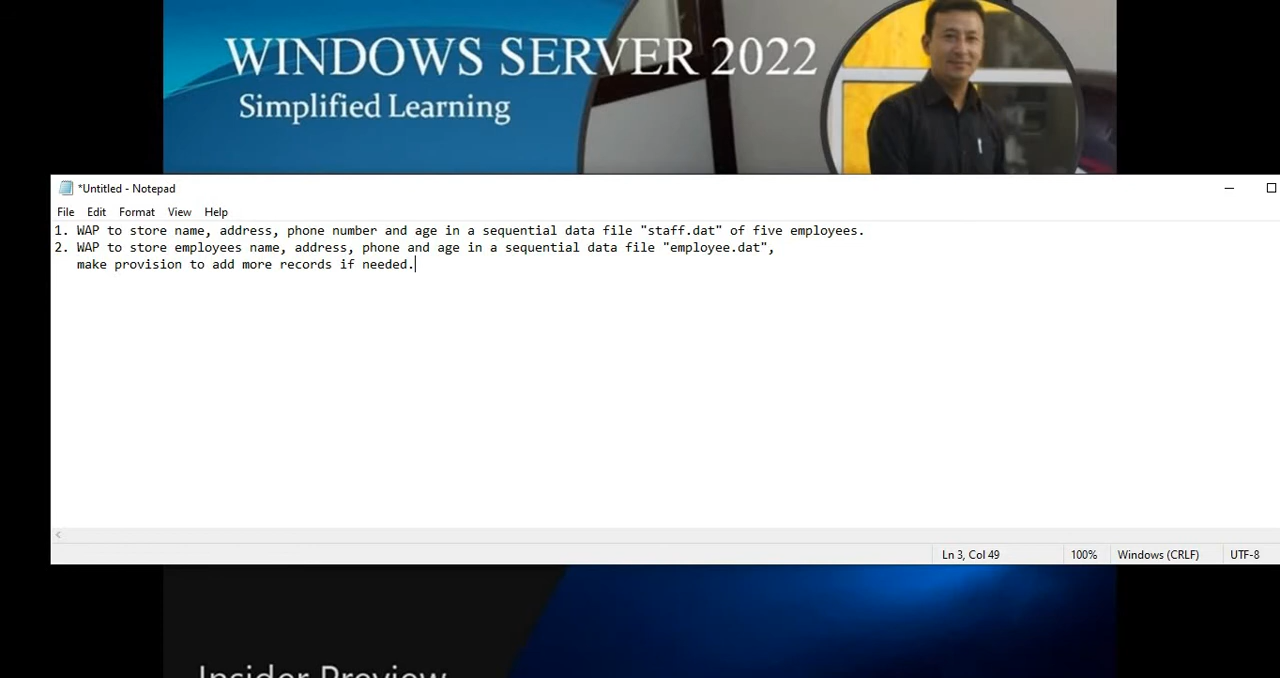 WINDOWS SERVER 2022
Simplified Learning
*Untitled - Notepad
File Edit Format View Help
1. WAP to store name, address, phone number and age in a sequential data file "staff.dat" of five employees.
2. WAP to store employees name, address, phone and age in a sequential data file "employee.dat",
make provision to add more records if needed.
Ln 3, Col 49 100% Windows (CRLF) UTF-8
Insider Preview